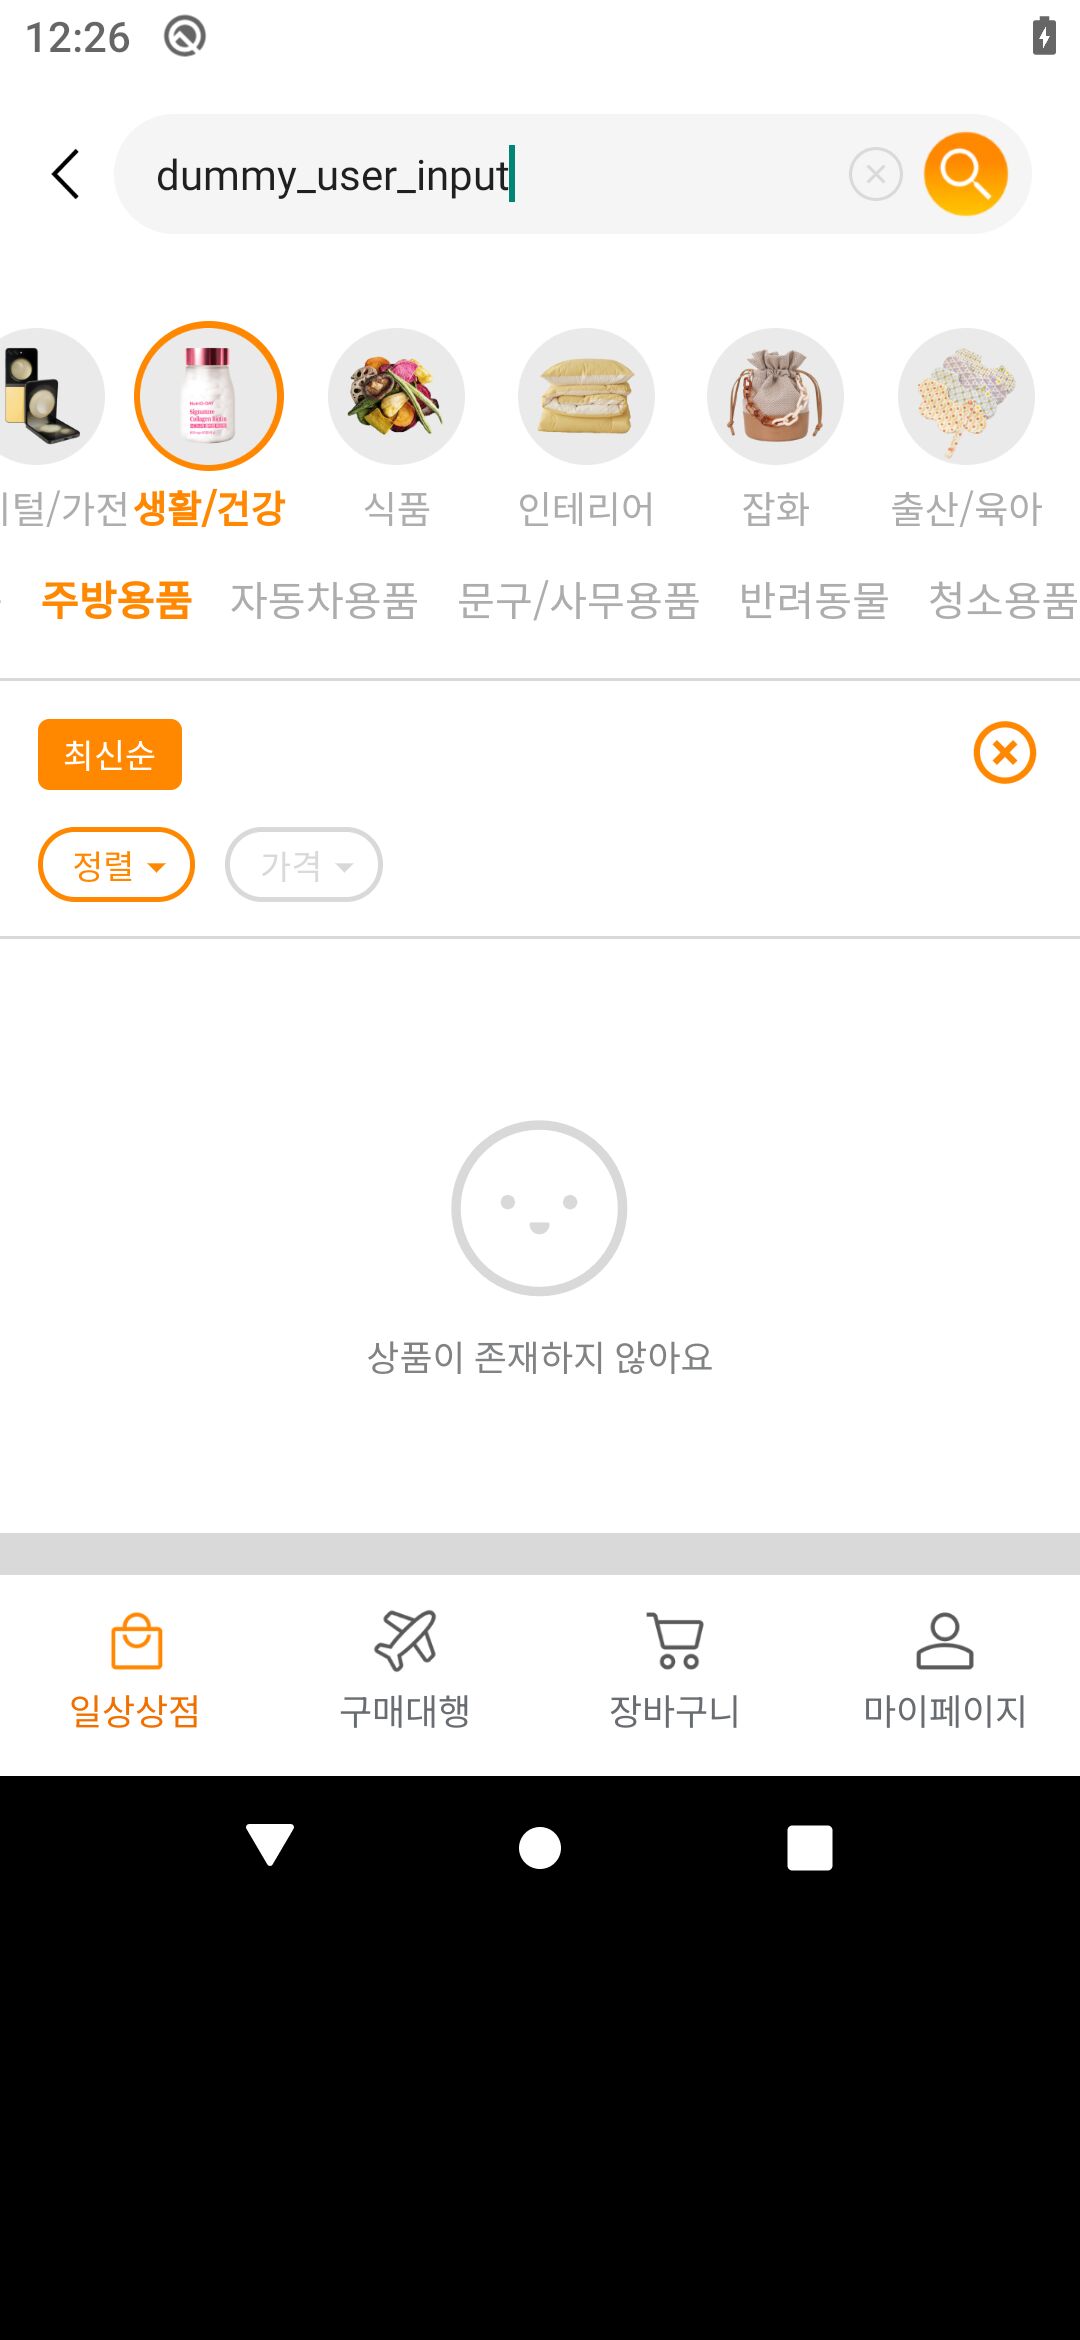 12:26
dummy_user_input
털/가전 생활/건강 식품 인테리어 잡화 출산/육아
주방용품 자동차용품 문구/사무용품 반려동물 청소용품
최신순
정렬 가격
상품이 존재하지 않아요
일상상점 구매대행 장바구니 마이페이지